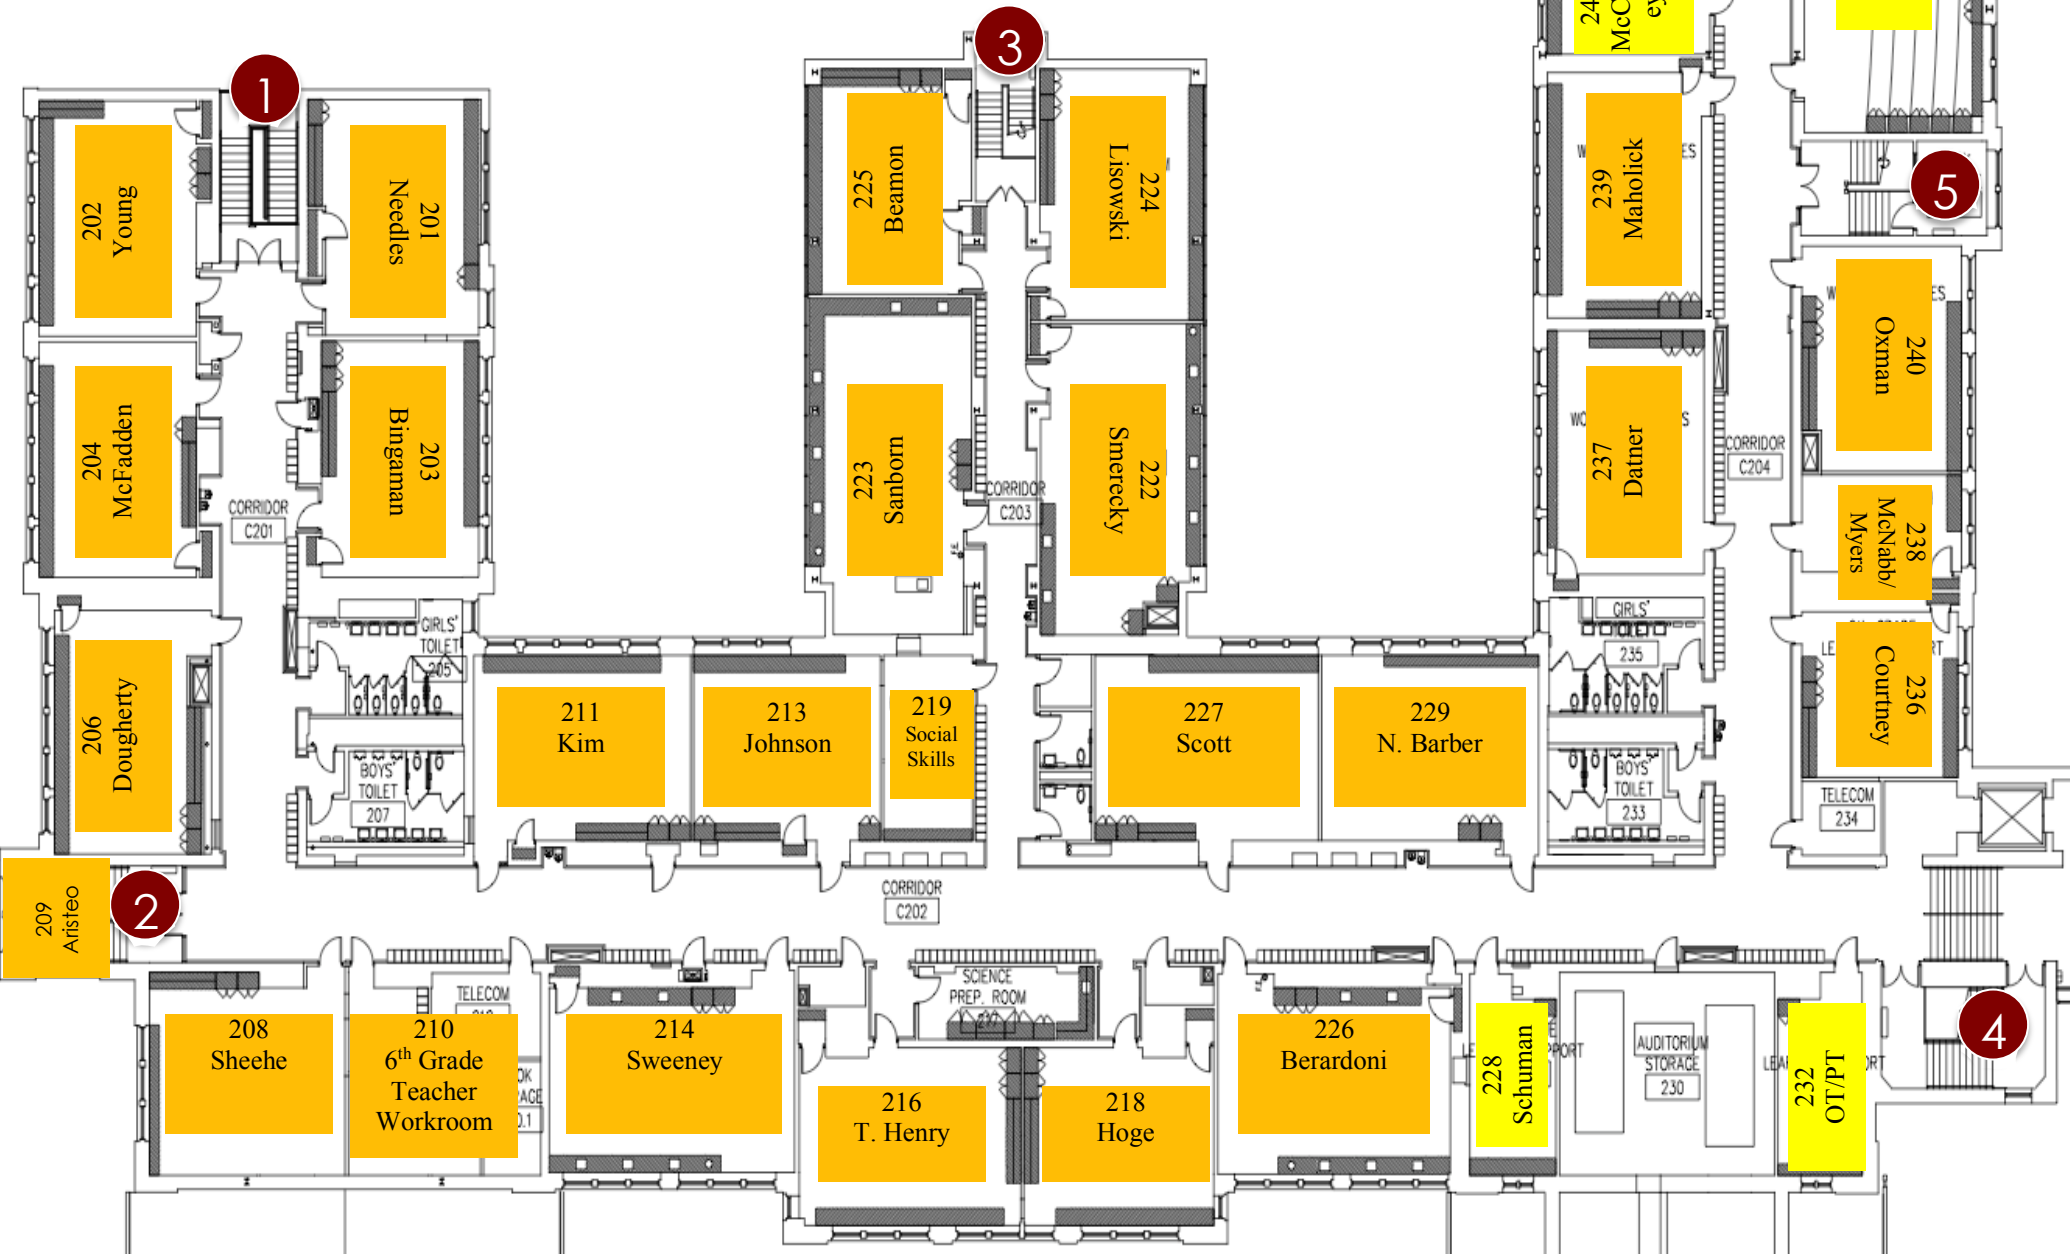 1
3
5
2
4
202
Young
201
Needles
204
McFadden
203
Bingaman
CORRIDOR
C201
206
Dougherty
GIRLS'
TOILET
205
BOYS'
TOILET
207
209
Aristeo
225
Beamon
224
Lisowski
223
Sanborn
222
Smerecky
CORRIDOR
C203
211
Kim
213
Johnson
219
Social
Skills
227
Scott
229
N. Barber
239
Maholick
237
Datner
240
Oxman
CORRIDOR
C204
238
McNabb/
Myers
236
Courtney
GIRLS'
235
BOYS'
TOILET
233
TELECOM
234
CORRIDOR
C202
208
Sheehe
TELECOM
210
6th Grade
Teacher
Workroom
214
Sweeney
SCIENCE
PREP. ROOM
217
216
T. Henry
218
Hoge
226
Berardoni
228
Schuman
AUDITORIUM
STORAGE
230
232
OT/PT